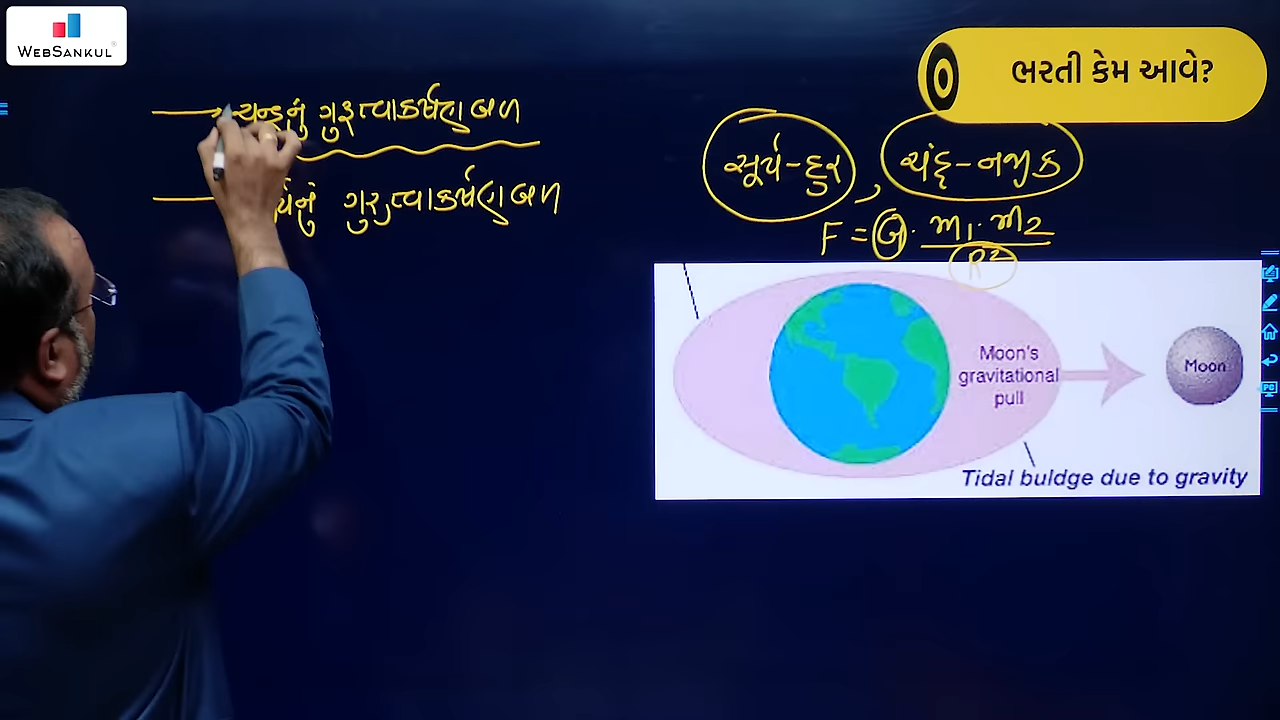 WEBSANKUL
ભરતી કેમ આવે?
ચન્દ્રનું ગુરુત્વાકર્ષણ બળ
ગુરુત્વાકર્ષણ બળ
સૂર્ય - દુર, ચંદ્ર - નજીક
F = G · m₁ · m₂
R²
Moon's
gravitational
pull
Moon
Tidal buldge due to gravity